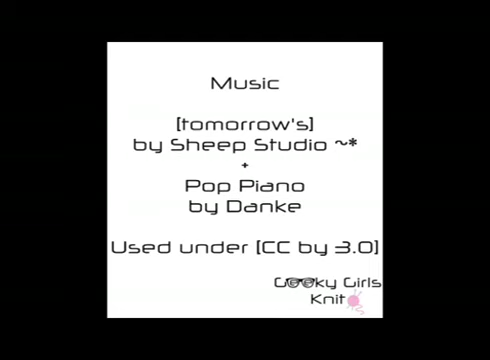 Music
[tomorrow's]
by Sheep Studio ~*
+
Pop Piano
by Danke
Used under [CC by 3.0]
Geeky Girls
Knit